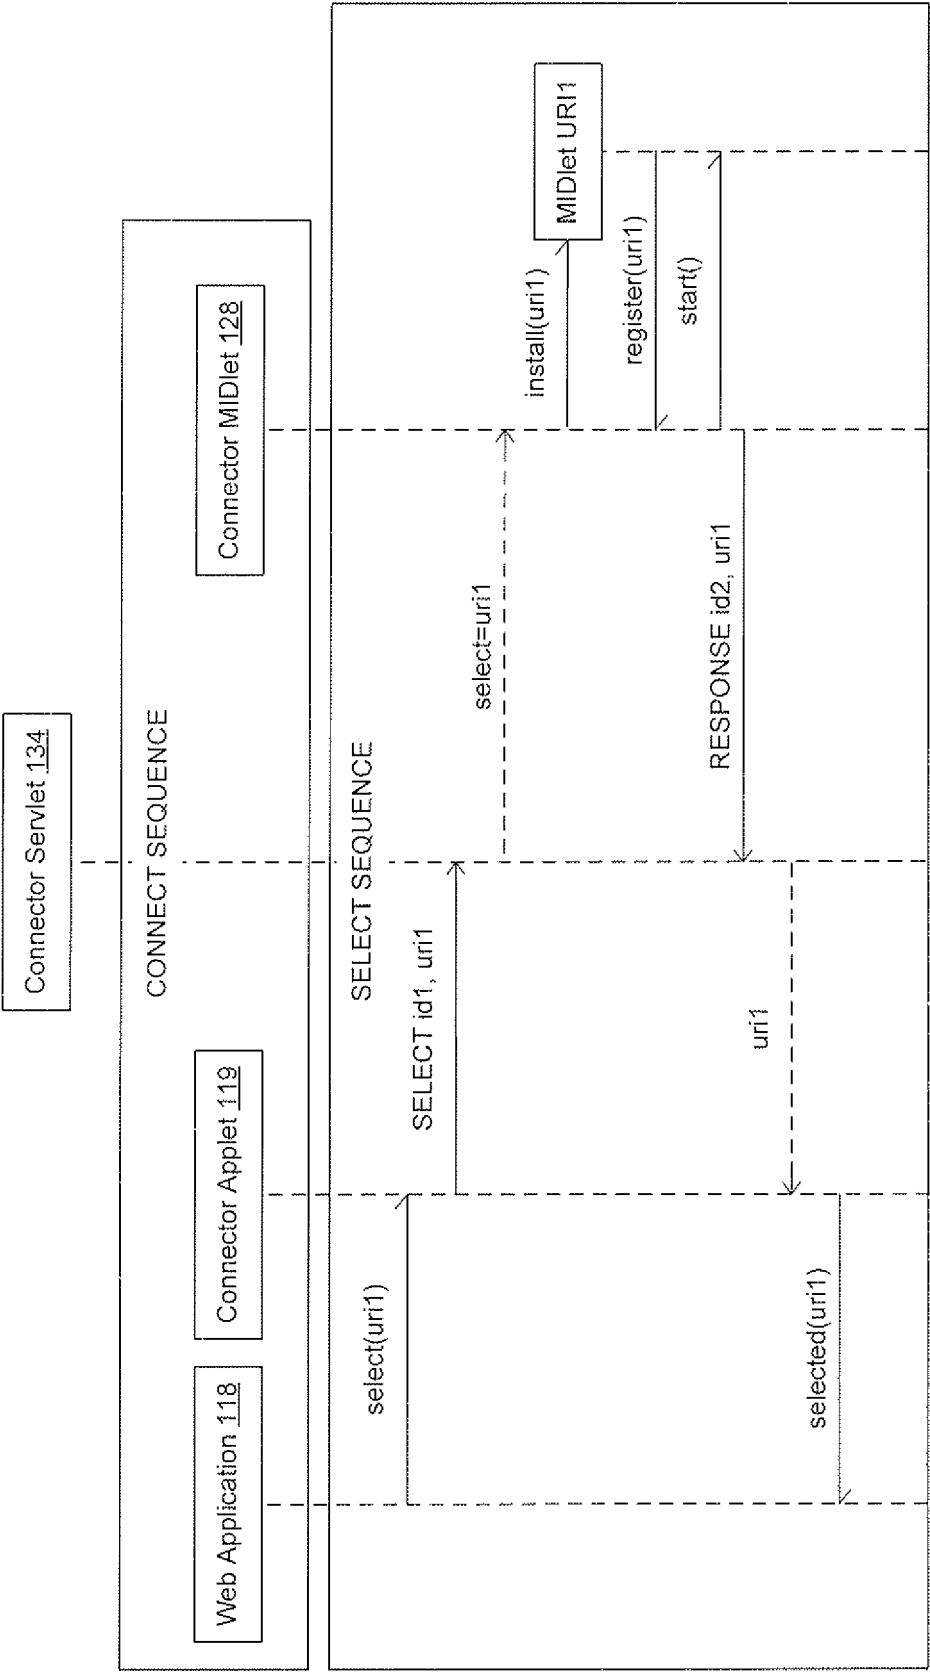 Connector Servlet 134
CONNECT SEQUENCE
Web Application 118
Connector Applet 119
Connector MIDlet 128
SELECT SEQUENCE
select(uri1)
SELECT id1, uri1
select=uri1
install(uri1)
MIDlet URI1
register(uri1)
start()
RESPONSE id2, uri1
uri1
selected(uri1)